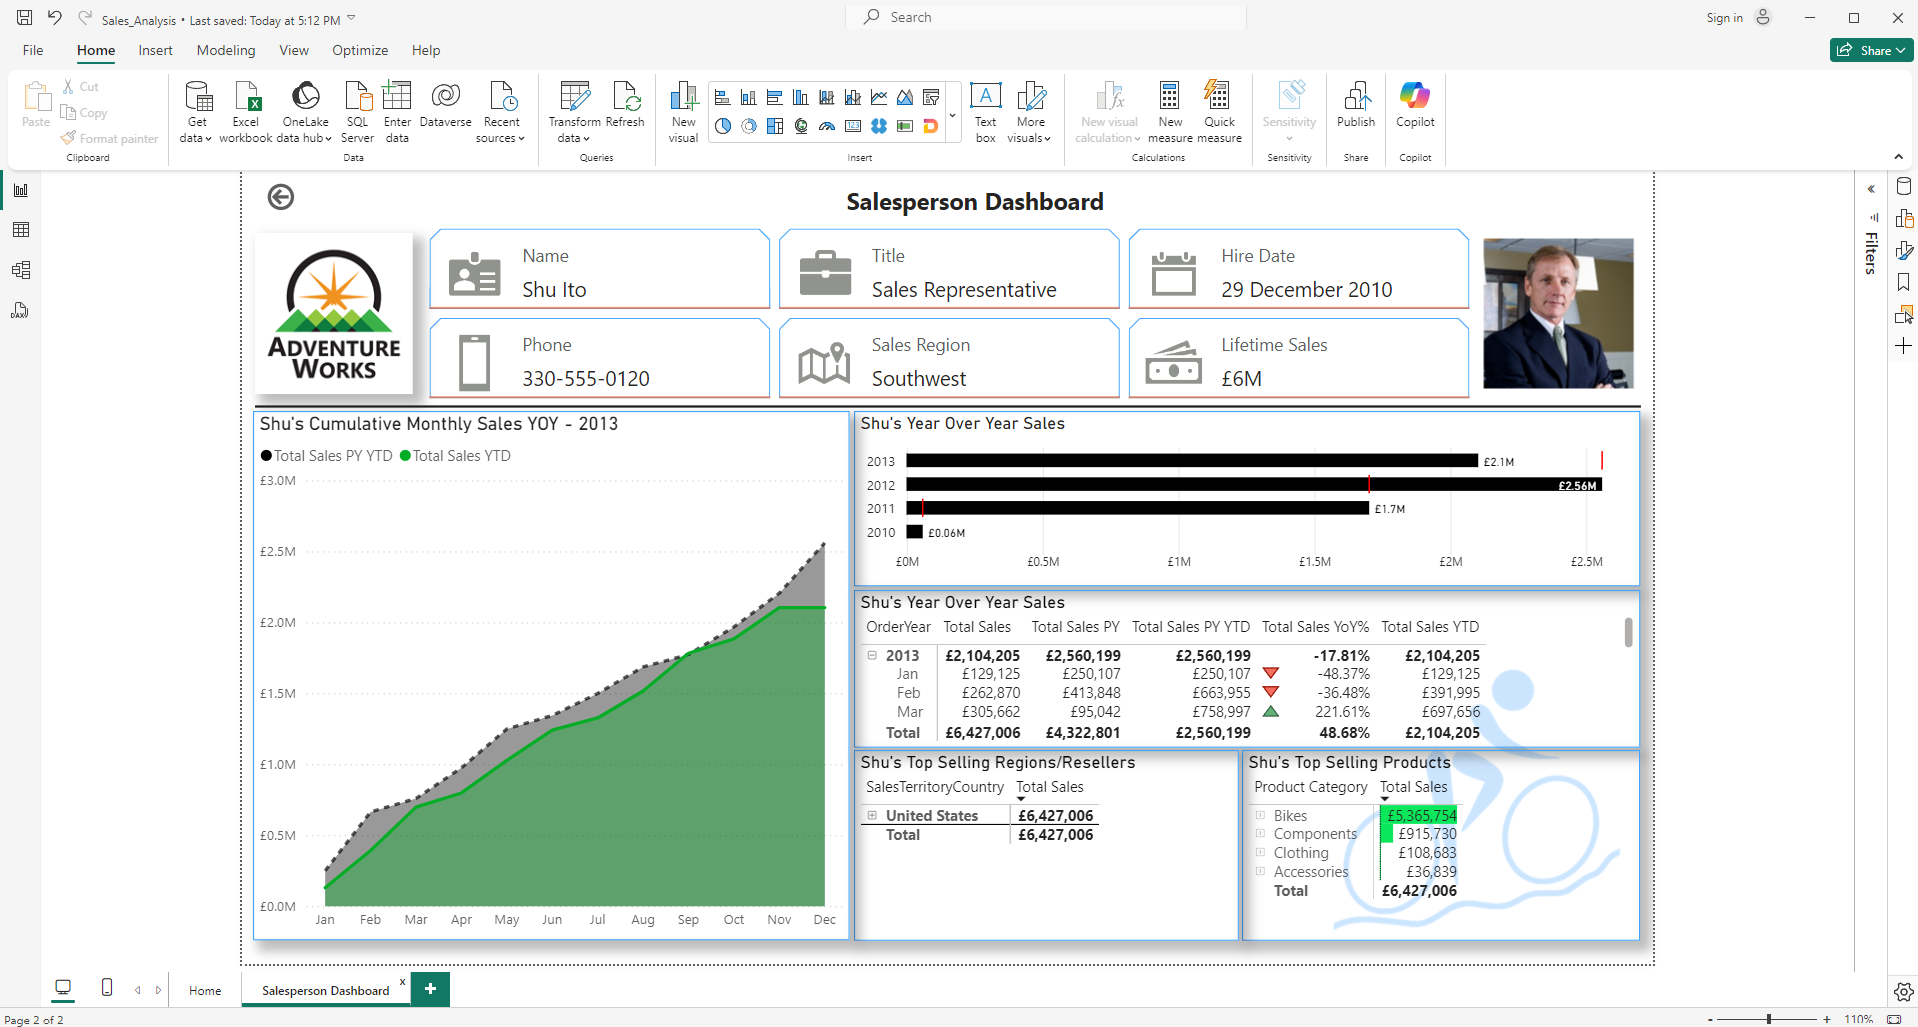 Sales_Analysis • Last saved: Today at 5:12 PM
Search
Sign in
File Home Insert Modeling View Optimize Help
Share
Paste
Cut
Copy
Format painter
Clipboard
Get data
Excel workbook
OneLake data hub
SQL Server
Enter data
Dataverse
Recent sources
Data
Transform data
Refresh
Queries
New visual
123
Text box
A
More visuals
Insert
New visual calculation
New measure
Quick measure
Calculations
Sensitivity
Sensitivity
Publish
Share
Copilot
Copilot
DAX
Filters
Salesperson Dashboard
ADVENTURE
WORKS
Name
Shu Ito
Title
Sales Representative
Hire Date
29 December 2010
Phone
330-555-0120
Sales Region
Southwest
Lifetime Sales
£6M
Shu's Cumulative Monthly Sales YOY - 2013
Total Sales PY YTD Total Sales YTD
£3.0M
£2.5M
£2.0M
£1.5M
£1.0M
£0.5M
£0.0M
Jan Feb Mar Apr May Jun Jul Aug Sep Oct Nov Dec
Shu's Year Over Year Sales
2013 £2.1M
2012 £2.56M
2011 £1.7M
2010 £0.06M
£0M £0.5M £1M £1.5M £2M £2.5M
Shu's Year Over Year Sales
OrderYear Total Sales Total Sales PY Total Sales PY YTD Total Sales YoY% Total Sales YTD
2013 £2,104,205 £2,560,199 £2,560,199 -17.81% £2,104,205
Jan £129,125 £250,107 £250,107 -48.37% £129,125
Feb £262,870 £413,848 £663,955 -36.48% £391,995
Mar £305,662 £95,042 £758,997 221.61% £697,656
Total £6,427,006 £4,322,801 £2,560,199 48.68% £2,104,205
Shu's Top Selling Regions/Resellers
SalesTerritoryCountry Total Sales
United States £6,427,006
Total £6,427,006
Shu's Top Selling Products
Product Category Total Sales
Bikes £5,365,754
Components £915,730
Clothing £108,683
Accessories £36,839
Total £6,427,006
Home
Salesperson Dashboard x
+
Page 2 of 2
- + 110%